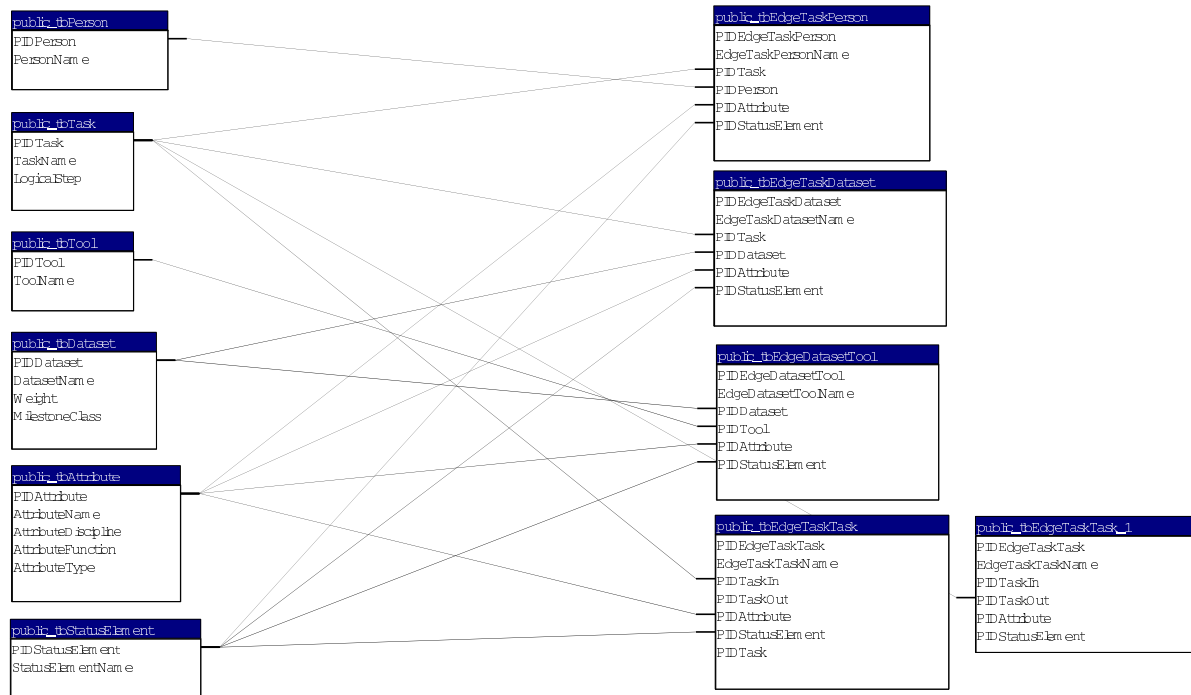 public_tbPerson
PIDPerson
PersonName
public_tbTask
PIDTask
TaskName
LogicalStep
public_tbTool
PIDTool
ToolName
public_tbDataset
PIDDataset
DatasetName
Weight
MilestoneClass
public_tbAttribute
PIDAttribute
AttributeName
AttributeDiscipline
AttributeFunction
AttributeType
public_tbStatusElement
PIDStatusElement
StatusElementName
public_tbEdgeTaskPerson
PIDEdgeTaskPerson
EdgeTaskPersonName
PIDTask
PIDPerson
PIDAttribute
PIDStatusElement
public_tbEdgeTaskDataset
PIDEdgeTaskDataset
EdgeTaskDatasetName
PIDTask
PIDDataset
PIDAttribute
PIDStatusElement
public_tbEdgeDatasetTool
PIDEdgeDatasetTool
EdgeDatasetToolName
PIDDataset
PIDTool
PIDAttribute
PIDStatusElement
public_tbEdgeTaskTask
PIDEdgeTaskTask
EdgeTaskTaskName
PIDTaskIn
PIDTaskOut
PIDAttribute
PIDStatusElement
PIDTask
public_tbEdgeTaskTask_1
PIDEdgeTaskTask
EdgeTaskTaskName
PIDTaskIn
PIDTaskOut
PIDAttribute
PIDStatusElement